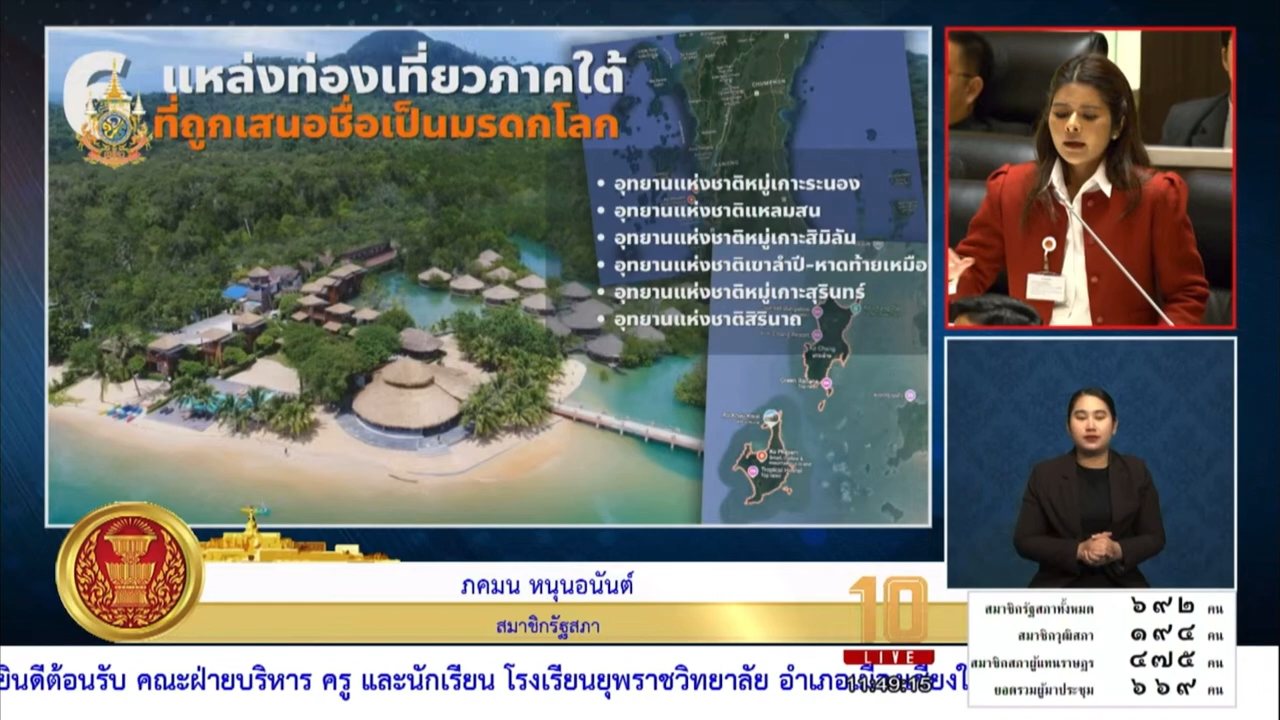 6 แหล่งท่องเที่ยวภาคใต้
ที่ถูกเสนอชื่อเป็นมรดกโลก
• อุทยานแห่งชาติหมู่เกาะระนอง
• อุทยานแห่งชาติแหลมสน
• อุทยานแห่งชาติหมู่เกาะสิมิลัน
• อุทยานแห่งชาติเขาลำปี-หาดท้ายเหมือ
• อุทยานแห่งชาติหมู่เกาะสุรินทร์
• อุทยานแห่งชาติสิรินาถ
CHUMPHON
Ko Phayam
ภคมน หนุนอนันต์
สมาชิกรัฐสภา
10
LIVE
11:49:15
สมาชิกรัฐสภาทั้งหมด ๖๙๒ คน
สมาชิกวุฒิสภา ๑๙๔ คน
สมาชิกสภาผู้แทนราษฎร ๔๗๕ คน
ยอดรวมผู้มาประชุม ๖๖๙ คน
ยินดีต้อนรับ คณะฝ่ายบริหาร ครู และนักเรียน โรงเรียนยุพราชวิทยาลัย